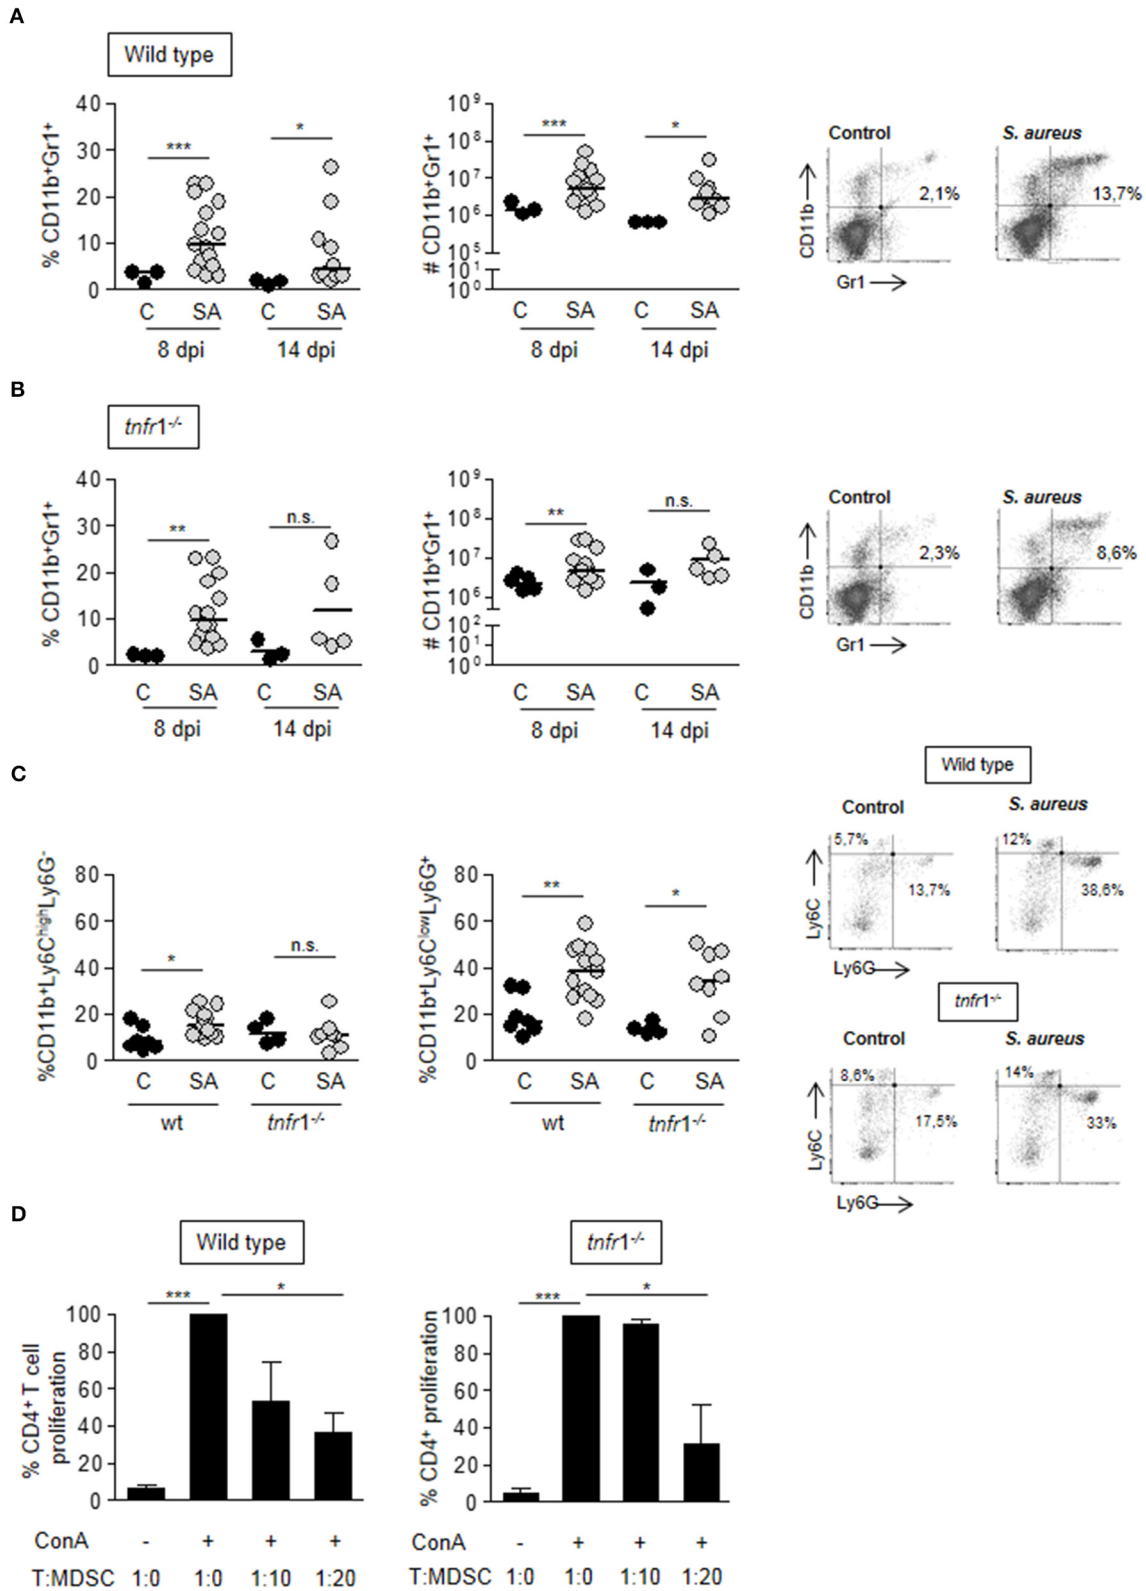 A
Wild type
% CD11b⁺Gr1⁺
40
30
20
10
0
***
*
C SA C SA
8 dpi 14 dpi
# CD11b⁺Gr1⁺
10⁹
10⁸
10⁷
10⁶
10⁵
10¹
10⁰
***
*
C SA C SA
8 dpi 14 dpi
Control S. aureus
CD11b
2,1% 13,7%
Gr1
B
tnfr1⁻/⁻
% CD11b⁺Gr1⁺
40
30
20
10
0
**
n.s.
C SA C SA
8 dpi 14 dpi
# CD11b⁺Gr1⁺
10⁹
10⁸
10⁷
10⁶
10²
10¹
10⁰
**
n.s.
C SA C SA
8 dpi 14 dpi
Control S. aureus
CD11b
2,3% 8,6%
Gr1
C
%CD11b⁺Ly6CʰⁱᵍʰLy6G⁻
80
60
40
20
0
*
n.s.
C SA C SA
wt tnfr1⁻/⁻
%CD11b⁺Ly6CˡᵒʷLy6G⁺
80
60
40
20
0
**
*
C SA C SA
wt tnfr1⁻/⁻
Wild type
Control S. aureus
5,7% 12%
13,7% 38,6%
Ly6C
Ly6G
tnfr1⁻/⁻
Control S. aureus
8,6% 14%
17,5% 33%
Ly6C
Ly6G
D
Wild type
% CD4⁺ T cell
proliferation
100
80
60
40
20
0
***
*
ConA - + + +
T:MDSC 1:0 1:0 1:10 1:20
tnfr1⁻/⁻
% CD4⁺ proliferation
100
80
60
40
20
0
***
*
ConA - + + +
T:MDSC 1:0 1:0 1:10 1:20